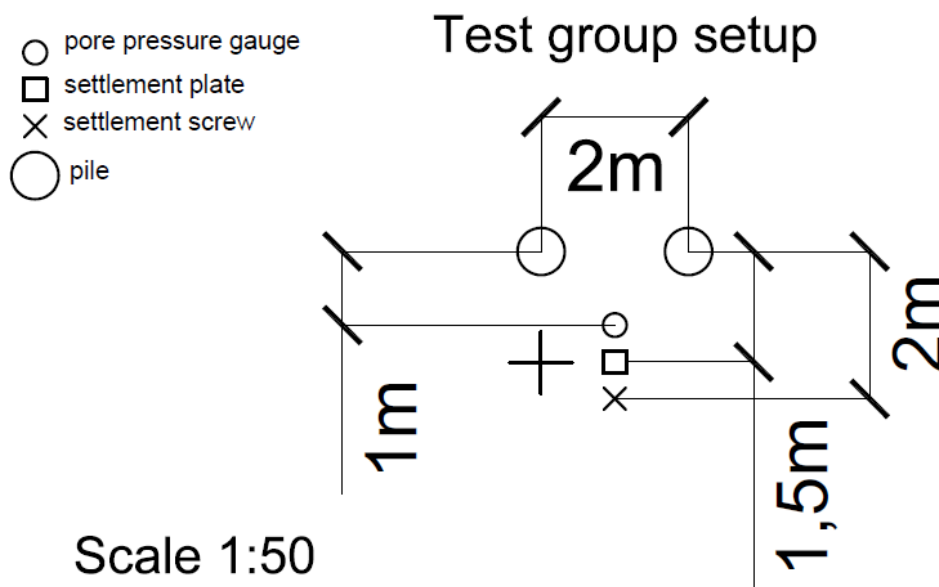 Test group setup
pore pressure gauge
settlement plate
settlement screw
pile
2m
2m
1m
1,5m
Scale 1:50